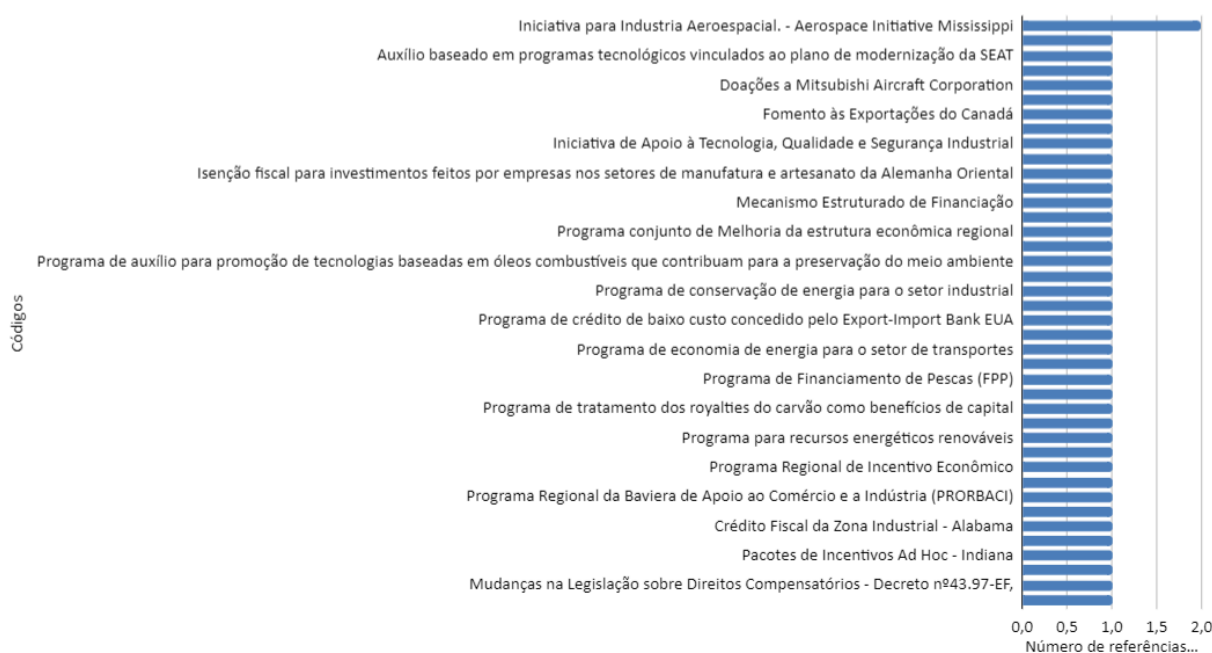 Iniciativa para Industria Aeroespacial. - Aerospace Initiative Mississippi
Auxílio baseado em programas tecnológicos vinculados ao plano de modernização da SEAT
Doações a Mitsubishi Aircraft Corporation
Fomento às Exportações do Canadá
Iniciativa de Apoio à Tecnologia, Qualidade e Segurança Industrial
Isenção fiscal para investimentos feitos por empresas nos setores de manufatura e artesanato da Alemanha Oriental
Mecanismo Estruturado de Financiação
Programa conjunto de Melhoria da estrutura econômica regional
Programa de auxílio para promoção de tecnologias baseadas em óleos combustíveis que contribuam para a preservação do meio ambiente
Programa de conservação de energia para o setor industrial
Programa de crédito de baixo custo concedido pelo Export-Import Bank EUA
Programa de economia de energia para o setor de transportes
Programa de Financiamento de Pescas (FPP)
Programa de tratamento dos royalties do carvão como benefícios de capital
Programa para recursos energéticos renováveis
Programa Regional de Incentivo Econômico
Programa Regional da Baviera de Apoio ao Comércio e a Indústria (PRORBACI)
Crédito Fiscal da Zona Industrial - Alabama
Pacotes de Incentivos Ad Hoc - Indiana
Mudanças na Legislação sobre Direitos Compensatórios - Decreto nº43.97-EF,
Códigos
0,0 0,5 1,0 1,5 2,0
Número de referências...